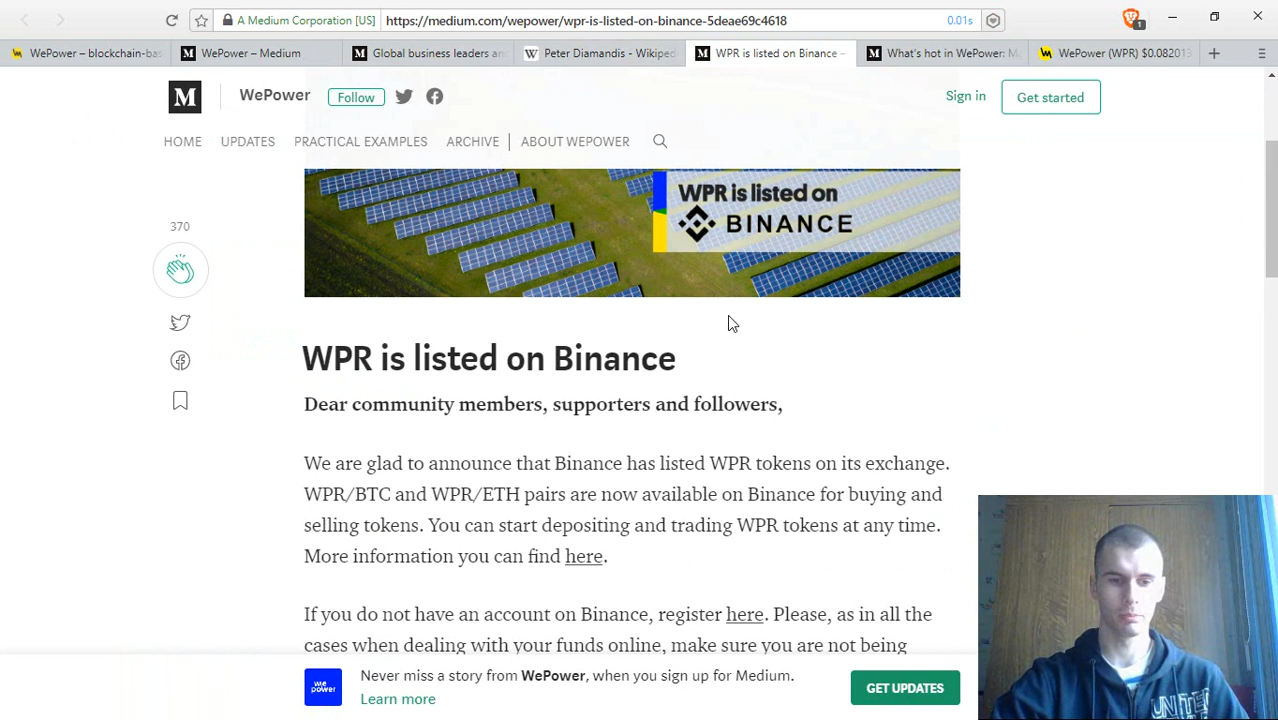 A Medium Corporation [US] https://medium.com/wepower/wpr-is-listed-on-binance-5deae69c4618 0.01s 1
WePower – blockchain-bas WePower – Medium Global business leaders an Peter Diamandis - Wikiped WPR is listed on Binance – What's hot in WePower: M WePower (WPR) $0.082013
M WePower Follow Sign in Get started
HOME UPDATES PRACTICAL EXAMPLES ARCHIVE ABOUT WEPOWER
WPR is listed on
BINANCE
370
WPR is listed on Binance
Dear community members, supporters and followers,
We are glad to announce that Binance has listed WPR tokens on its exchange.
WPR/BTC and WPR/ETH pairs are now available on Binance for buying and
selling tokens. You can start depositing and trading WPR tokens at any time.
More information you can find here.
If you do not have an account on Binance, register here. Please, as in all the
cases when dealing with your funds online, make sure you are not being
we
power
Never miss a story from WePower, when you sign up for Medium.
Learn more
GET UPDATES
UNITED